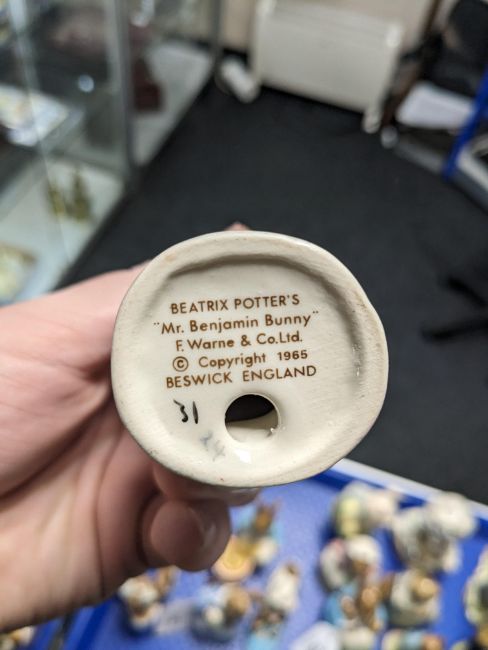 BEATRIX POTTER'S
"Mr. Benjamin Bunny"
F. Warne & Co.Ltd.
© Copyright 1965
BESWICK ENGLAND
31